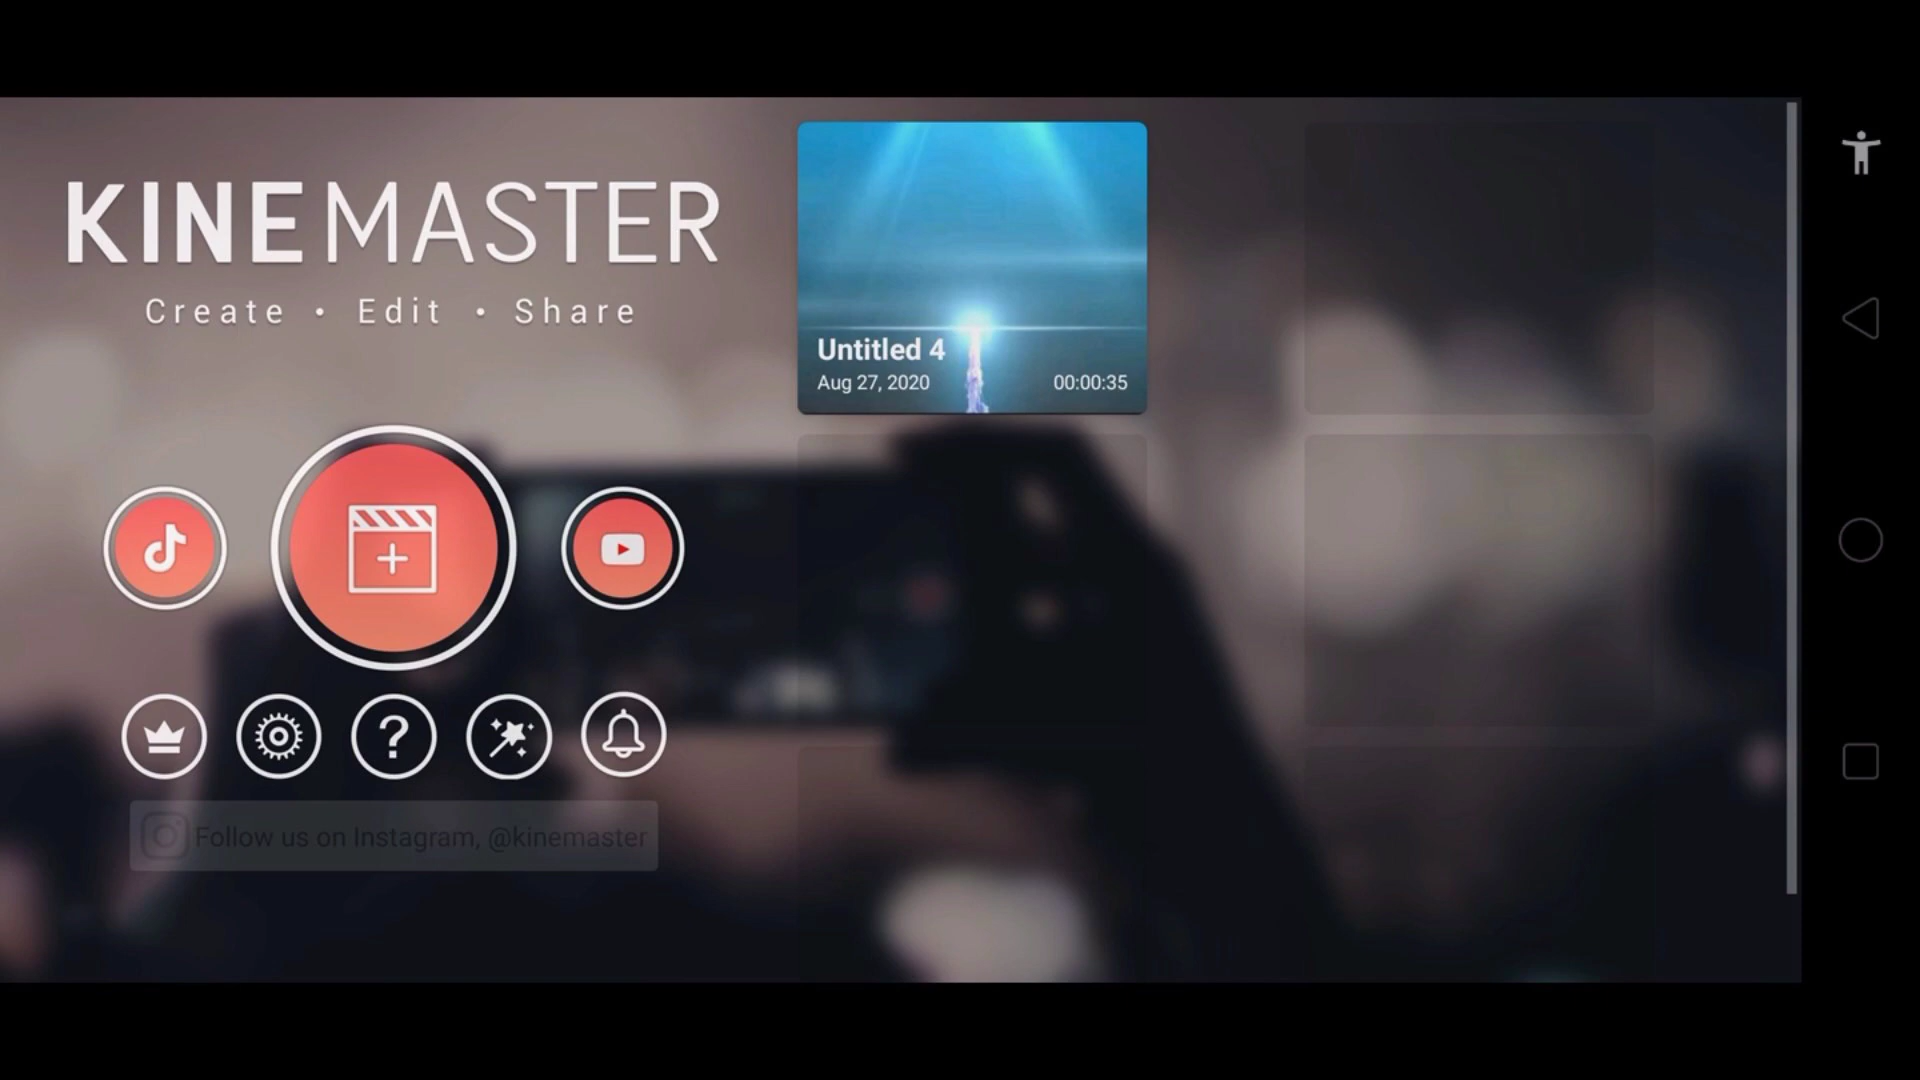 KINEMASTER
Create • Edit • Share
Untitled 4
Aug 27, 2020 00:00:35
?
Follow us on Instagram, @kinemaster